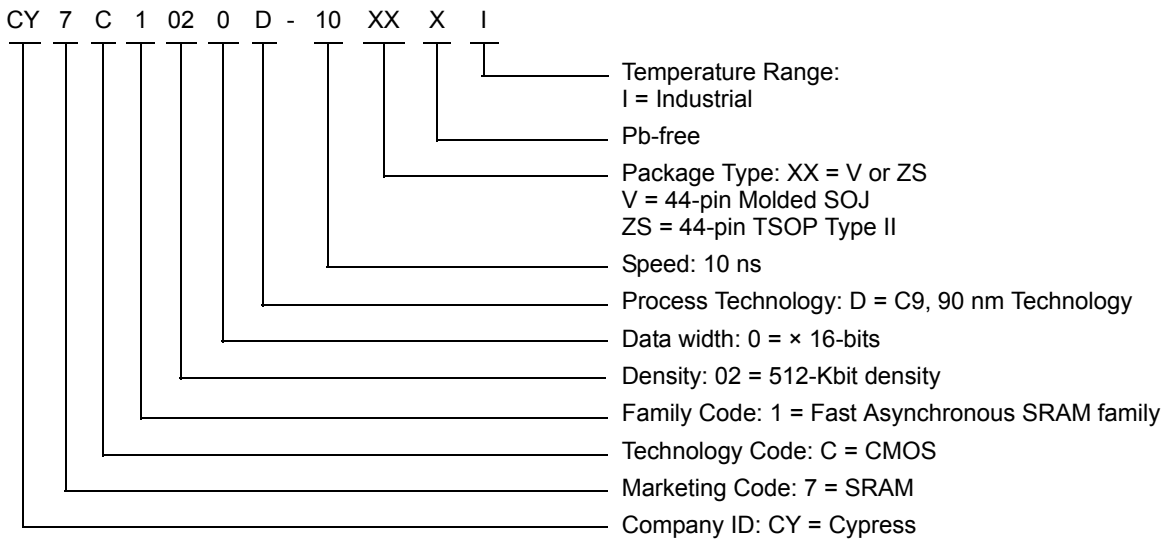 CY 7 C 1 02 0 D - 10 XX X I
Temperature Range:
I = Industrial
Pb-free
Package Type: XX = V or ZS
V = 44-pin Molded SOJ
ZS = 44-pin TSOP Type II
Speed: 10 ns
Process Technology: D = C9, 90 nm Technology
Data width: 0 = × 16-bits
Density: 02 = 512-Kbit density
Family Code: 1 = Fast Asynchronous SRAM family
Technology Code: C = CMOS
Marketing Code: 7 = SRAM
Company ID: CY = Cypress